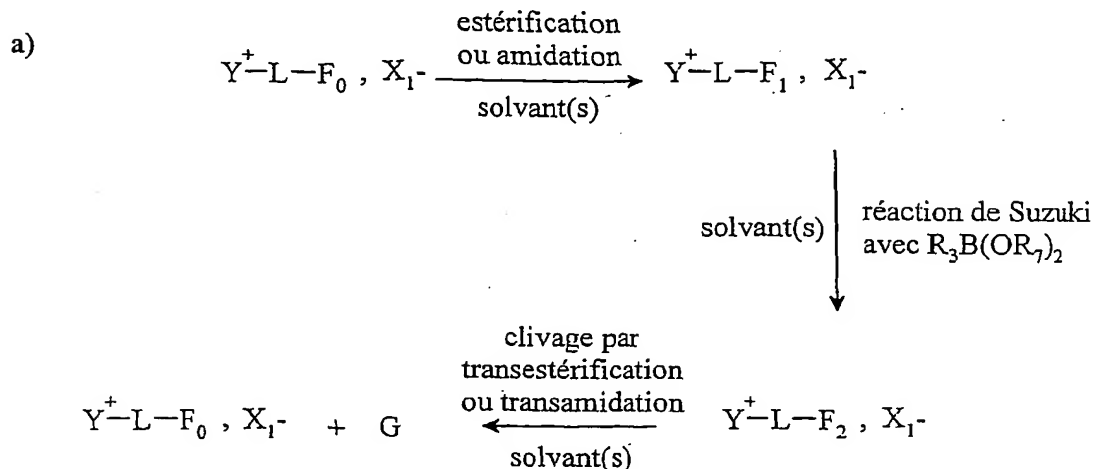 a)
estérification
ou amidation
Y⁺–L–F₀ , X₁-
Y⁺–L–F₁ , X₁-
solvant(s)
solvant(s)
réaction de Suzuki
avec R₃B(OR₇)₂
clivage par
transestérification
ou transamidation
Y⁺–L–F₀ , X₁- + G
Y⁺–L–F₂ , X₁-
solvant(s)